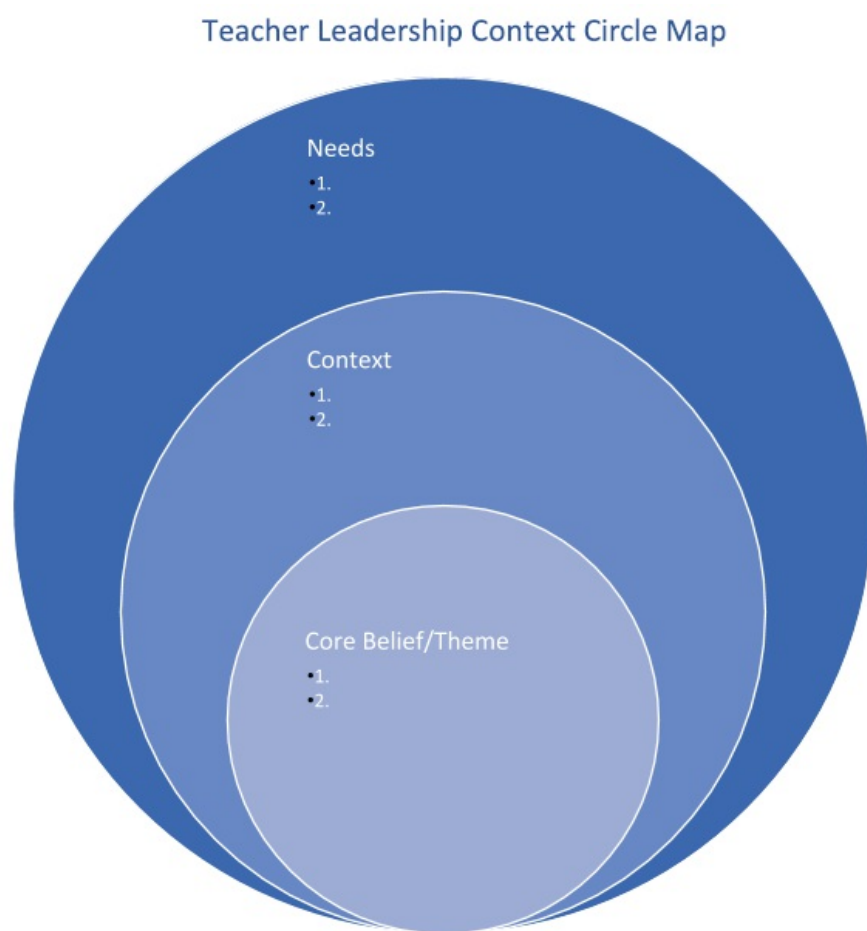 Teacher Leadership Context Circle Map
Needs
•1.
•2.
Context
•1.
•2.
Core Belief/Theme
•1.
•2.